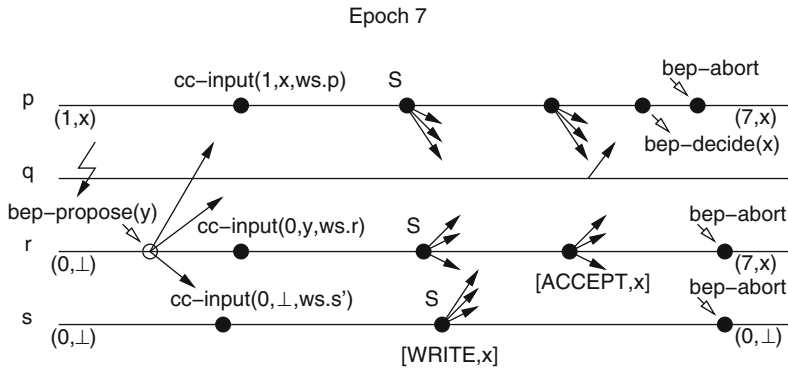 Epoch 7
bep−abort
cc−input(1,x,ws.p) S
p
(1,x) (7,x)
bep−decide(x)
q
bep−propose(y)
cc−input(0,y,ws.r) S bep−abort
r
(0,⊥) (7,x)
[ACCEPT,x]
cc−input(0,⊥,ws.s’) S bep−abort
s
(0,⊥) (0,⊥)
[WRITE,x]